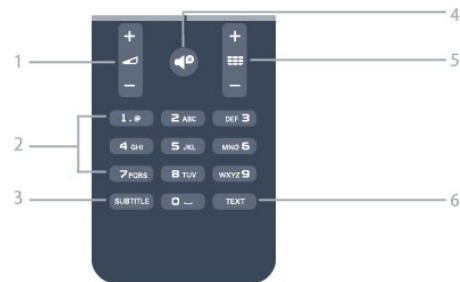 4
+ +
1 5
− −
1.@ 2 ABC DEF 3
2 4 GHI 5 JKL MNO 6
7 PQRS 8 TUV WXYZ 9
3 SUBTITLE 0 ⎵ TEXT 6